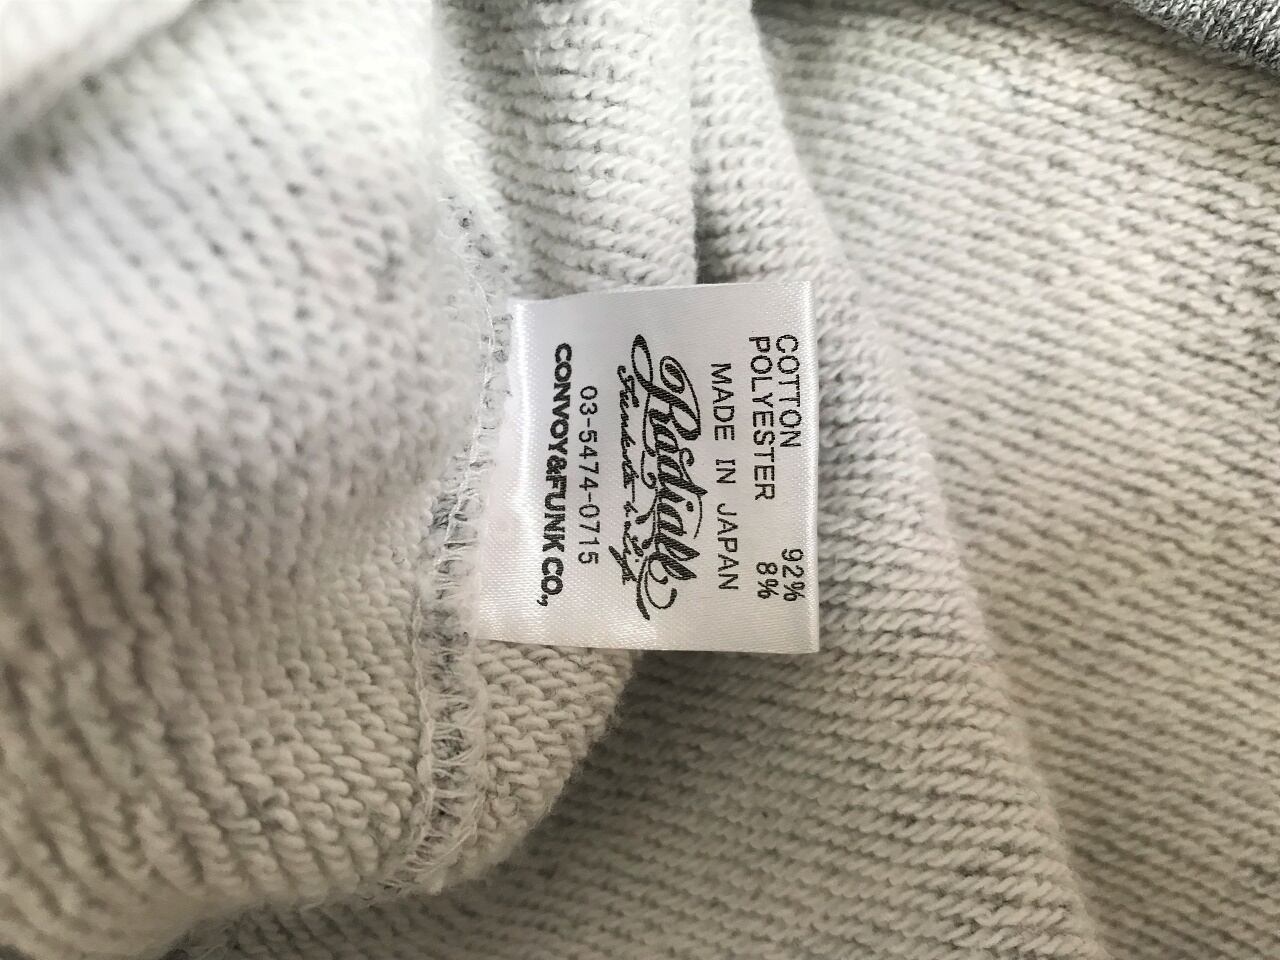 COTTON 92%
POLYESTER 8%
MADE IN JAPAN
Radiall
03-5474-0715
CONVOY&FUNK CO.,